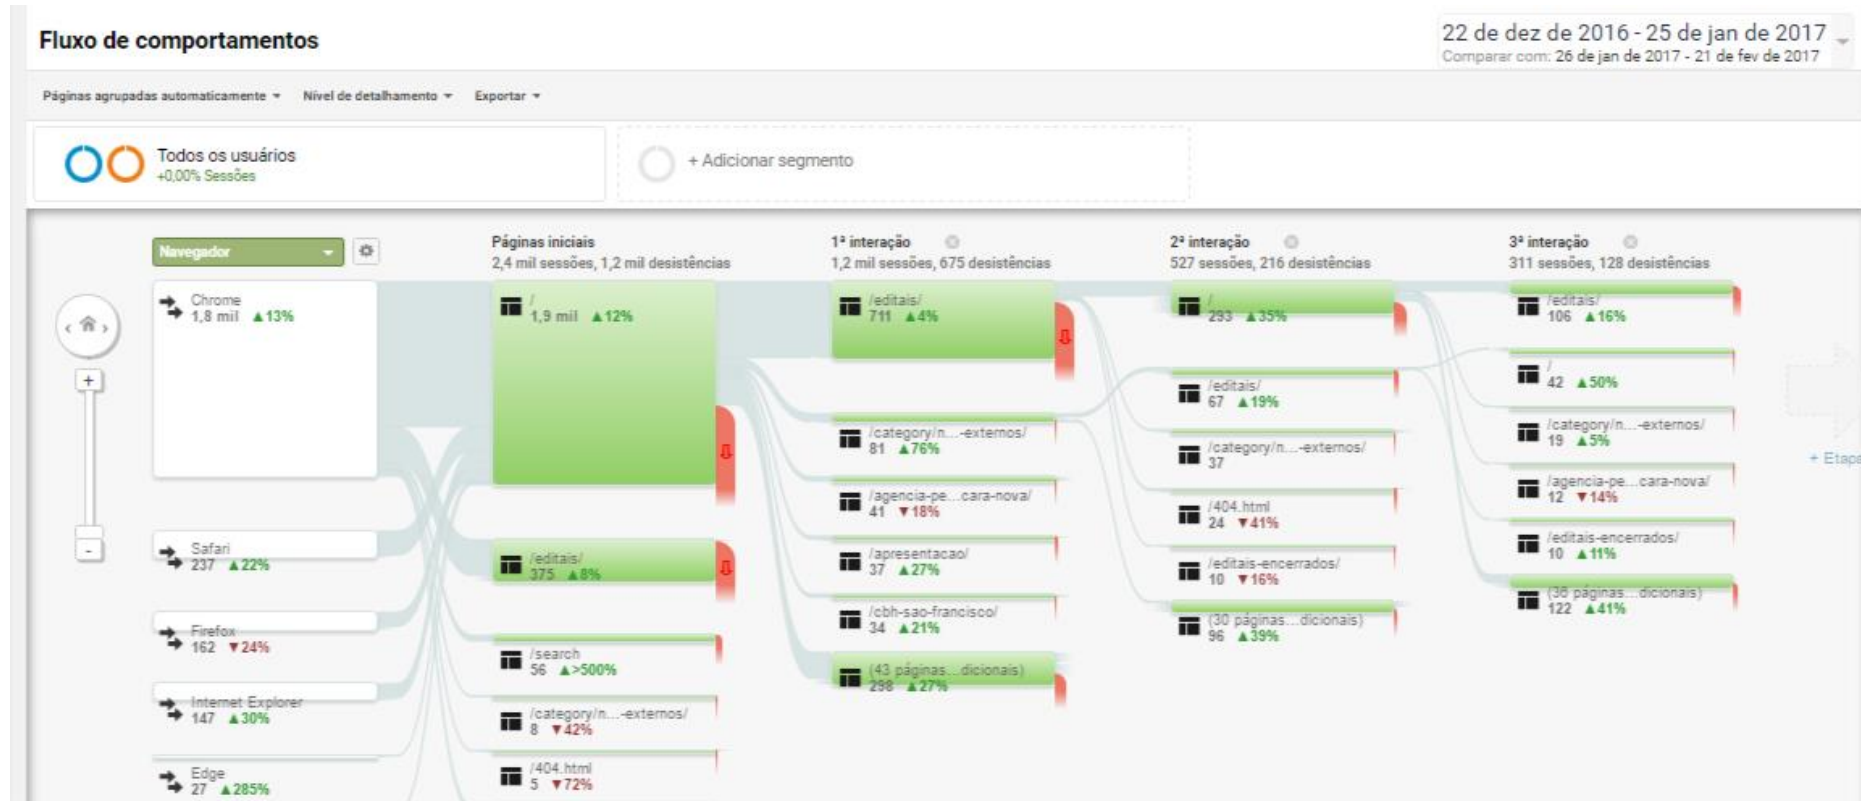 Fluxo de comportamentos
22 de dez de 2016 - 25 de jan de 2017
Comparar com: 26 de jan de 2017 - 21 de fev de 2017
Páginas agrupadas automaticamente
Nível de detalhamento
Exportar
Todos os usuários
+0,00% Sessões
+ Adicionar segmento
Navegador
Chrome
1,8 mil ▲13%
Safari
237 ▲22%
Firefox
162 ▼24%
Internet Explorer
147 ▲30%
Edge
27 ▲285%
Páginas iniciais
2,4 mil sessões, 1,2 mil desistências
/
1,9 mil ▲12%
/editais/
375 ▲8%
/search
56 ▲>500%
/category/n...-externos/
8 ▼42%
/404.html
5 ▼72%
1ª interação
1,2 mil sessões, 675 desistências
/editais/
711 ▲4%
/category/n...-externos/
81 ▲76%
/agencia-pe...cara-nova/
41 ▼18%
/apresentacao/
37 ▲27%
/cbh-sao-francisco/
34 ▲21%
(43 páginas...dicionais)
298 ▲27%
2ª interação
527 sessões, 216 desistências
/
293 ▲35%
/editais/
67 ▲19%
/category/n...-externos/
37
/404.html
24 ▼41%
/editais-encerrados/
10 ▼16%
(30 páginas...dicionais)
96 ▲39%
3ª interação
311 sessões, 128 desistências
/editais/
106 ▲16%
/
42 ▲50%
/category/n...-externos/
19 ▲5%
/agencia-pe...cara-nova/
12 ▼14%
/editais-encerrados/
10 ▲11%
(36 páginas...dicionais)
122 ▲41%
+ Etapa